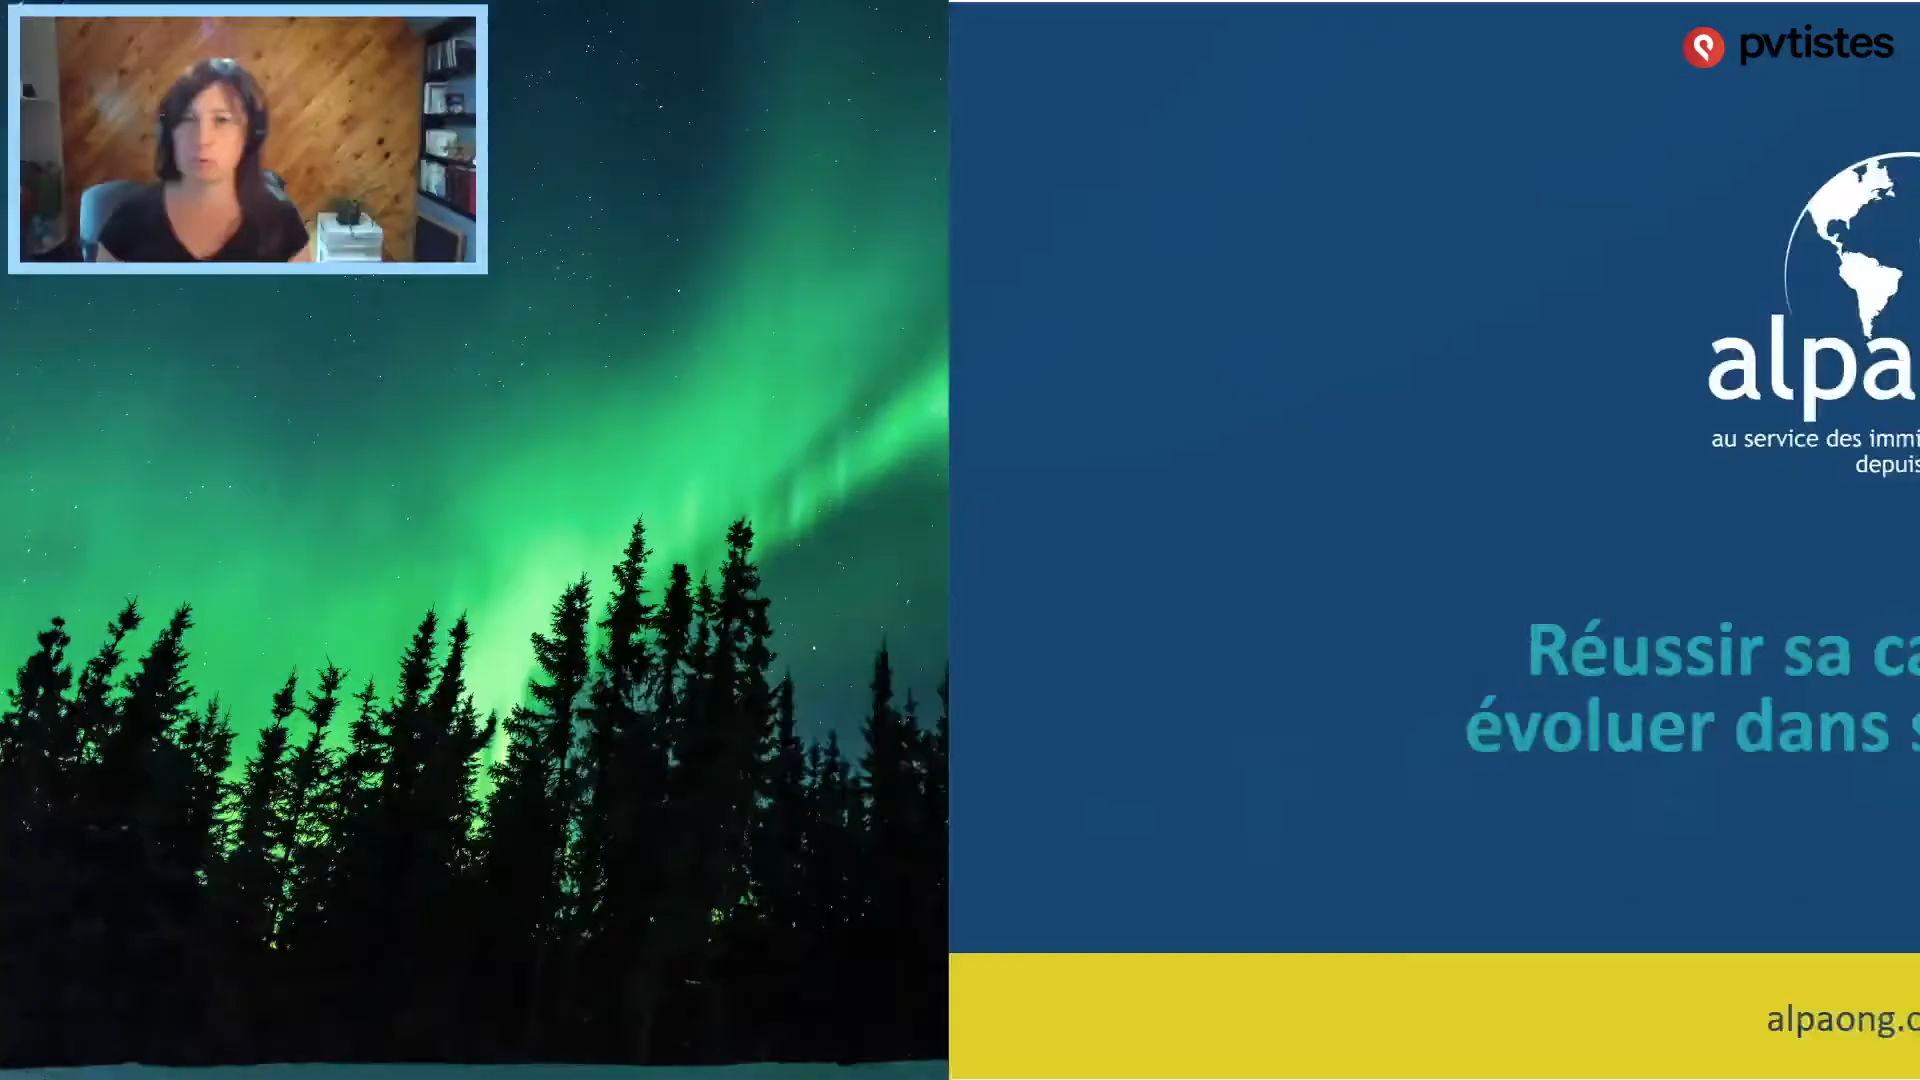 pvtistes
alpa
au service des immi
depuis
Réussir sa ca
évoluer dans s
alpaong.c